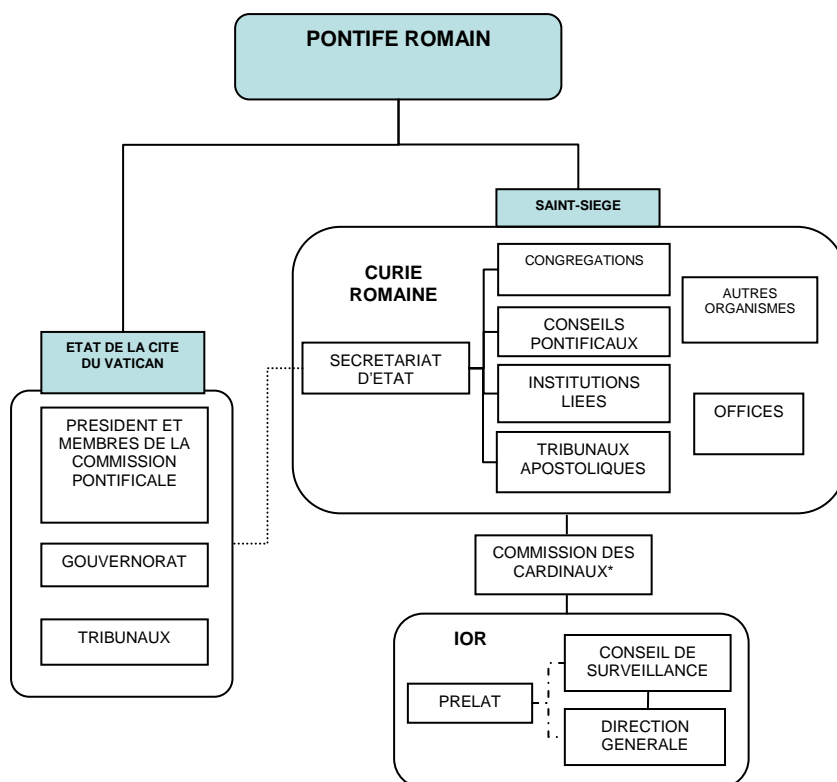 PONTIFE ROMAIN
SAINT-SIEGE
CURIE
ROMAINE
CONGREGATIONS
AUTRES
ORGANISMES
CONSEILS
PONTIFICAUX
SECRETARIAT
D'ETAT
INSTITUTIONS
LIEES
OFFICES
TRIBUNAUX
APOSTOLIQUES
ETAT DE LA CITE
DU VATICAN
PRESIDENT ET
MEMBRES DE LA
COMMISSION
PONTIFICALE
GOUVERNORAT
TRIBUNAUX
COMMISSION DES
CARDINAUX*
IOR
CONSEIL DE
SURVEILLANCE
PRELAT
DIRECTION
GENERALE